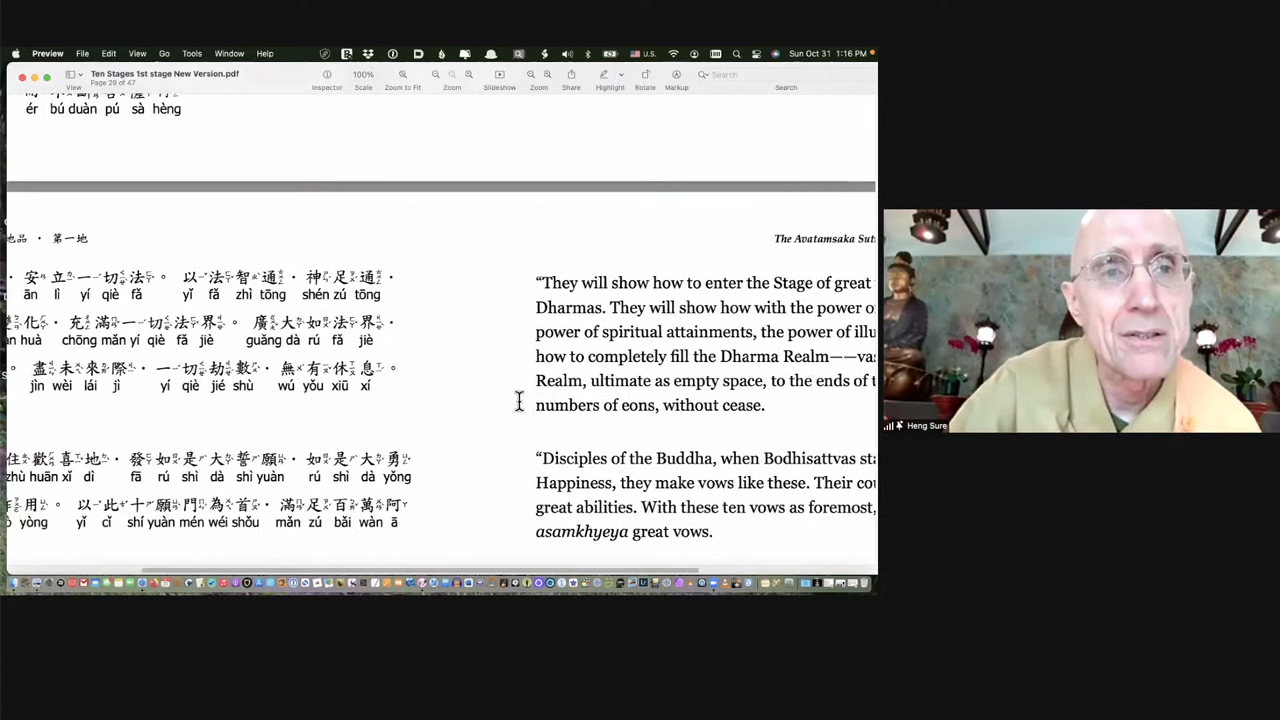 Preview File Edit View Go Tools Window Help U.S. Sun Oct 31 1:16 PM
Ten Stages 1st stage New Version.pdf
Page 29 of 47
100%
View Inspector Scale Zoom to Fit Zoom Slideshow Zoom Share Highlight Rotate Markup Search
Search
ér bú duàn pú sà hèng
地品 · 第一地
The Avatamsaka Sut
安立一切法。以法智通·神足通·
ān lì yí qiè fǎ yǐ fǎ zhì tōng shén zú tōng
化·充滿一切法界。廣大如法界·
huà chōng mǎn yí qiè fǎ jiè guǎng dà rú fǎ jiè
。盡未來際·一切劫數·無有休息。
jìn wèi lái jì yí qiè jié shù wú yǒu xiū xí
“They will show how to enter the Stage of great
Dharmas. They will show how with the power o
power of spiritual attainments, the power of illu
how to completely fill the Dharma Realm——vas
Realm, ultimate as empty space, to the ends of t
numbers of eons, without cease.
住歡喜地·發如是大誓願·如是大勇
zhù huān xǐ dì fā rú shì dà shì yuàn rú shì dà yǒng
用。以此十願門為首·滿足百萬阿
yòng yǐ cǐ shí yuàn mén wéi shǒu mǎn zú bǎi wàn ā
“Disciples of the Buddha, when Bodhisattvas sta
Happiness, they make vows like these. Their cou
great abilities. With these ten vows as foremost,
asamkhyeya great vows.
Heng Sure